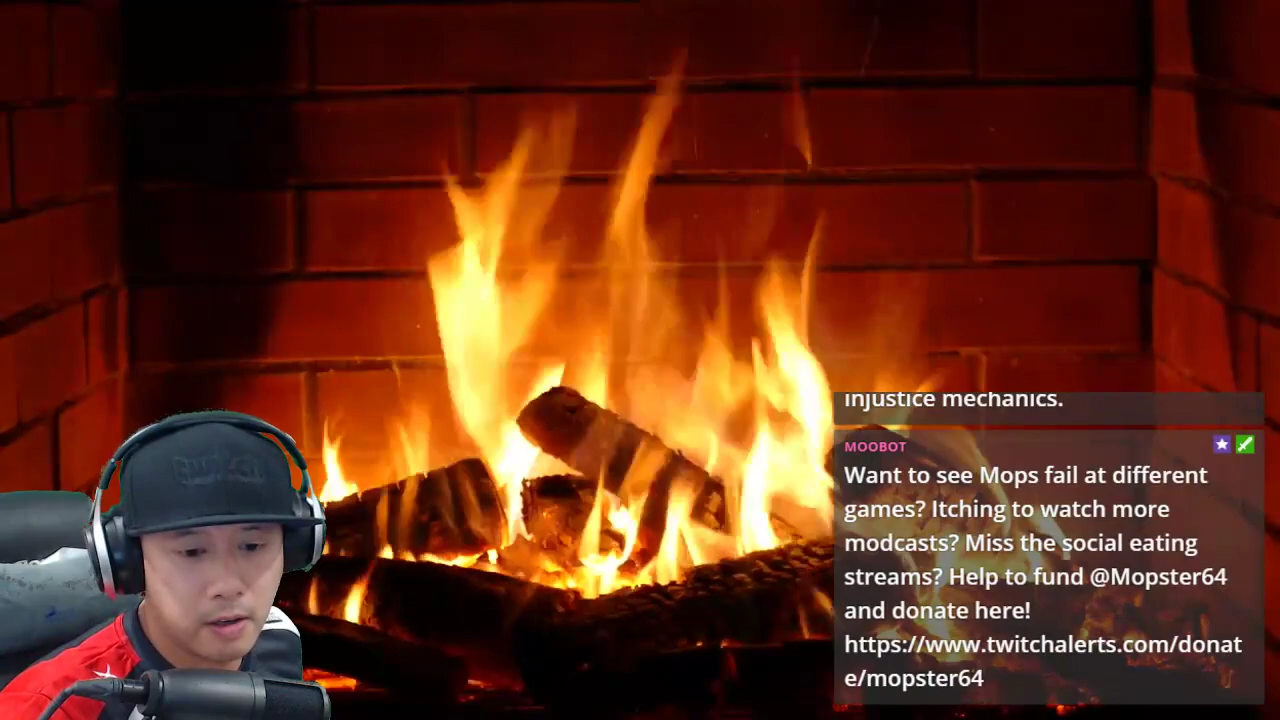 injustice mechanics.
MOOBOT
Want to see Mops fail at different
games? Itching to watch more
modcasts? Miss the social eating
streams? Help to fund @Mopster64
and donate here!
https://www.twitchalerts.com/donat
e/mopster64